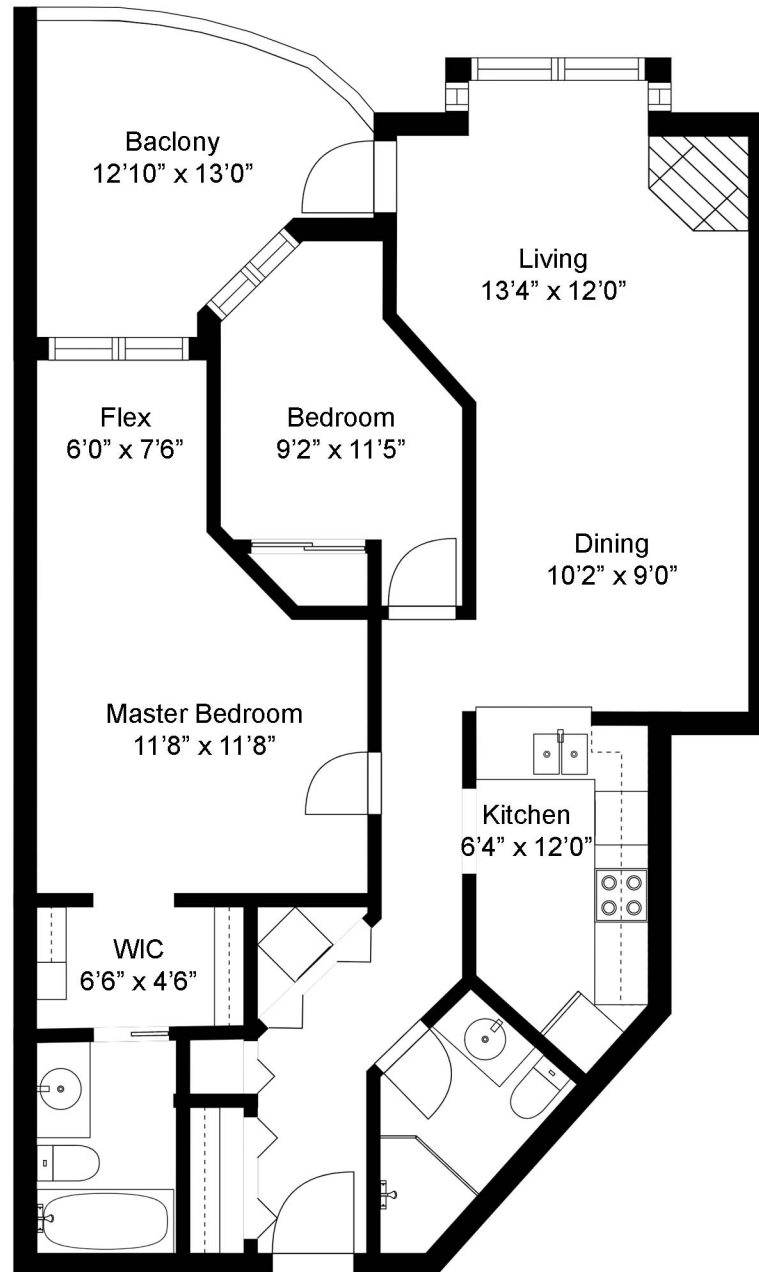 Baclony
12’10” x 13’0”
Living
13’4” x 12’0”
Flex
6’0” x 7’6”
Bedroom
9’2” x 11’5”
Dining
10’2” x 9’0”
Master Bedroom
11’8” x 11’8”
Kitchen
6’4” x 12’0”
WIC
6’6” x 4’6”